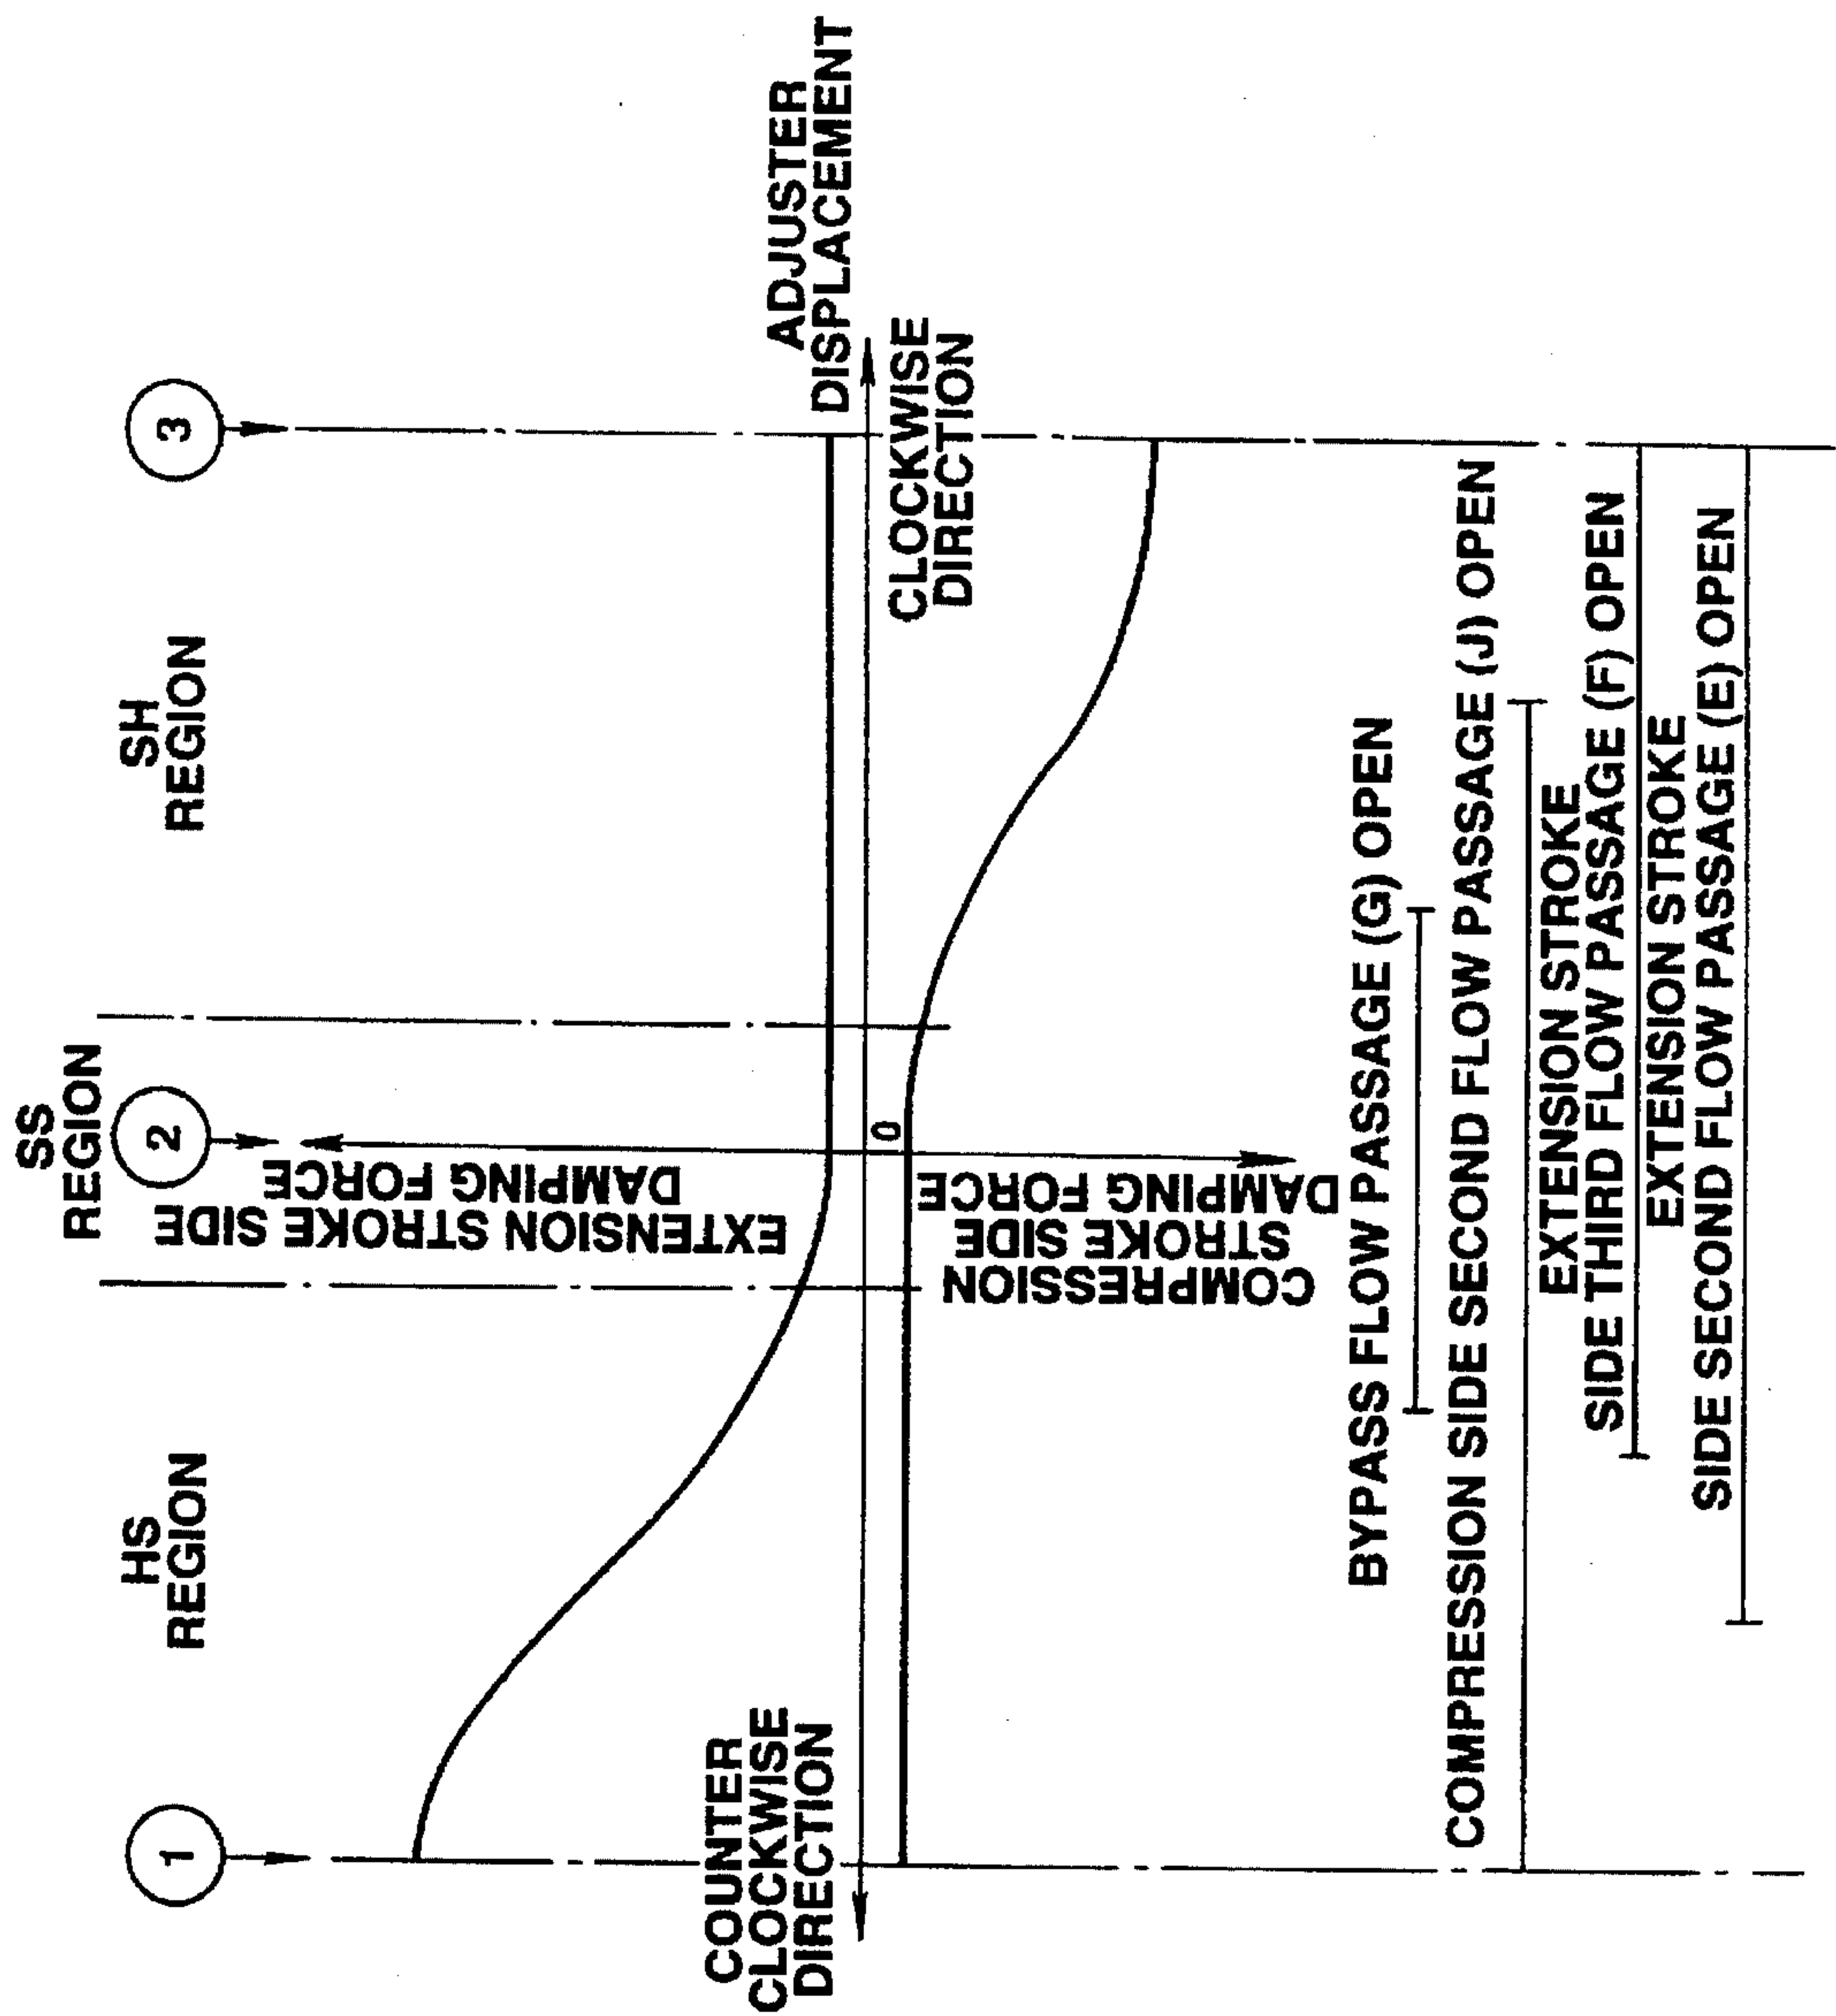 SS
REGION
HS
REGION
SH
REGION
1
2
3
EXTENSION STROKE SIDE
DAMPING FORCE
ADJUSTER
DISPLACEMENT
COUNTER
CLOCKWISE
DIRECTION
0
CLOCKWISE
DIRECTION
COMPRESSION
STROKE SIDE
DAMPING FORCE
BYPASS FLOW PASSAGE (G) OPEN
COMPRESSION SIDE SECOND FLOW PASSAGE (J) OPEN
EXTENSION STROKE
SIDE THIRD FLOW PASSAGE (F) OPEN
EXTENSION STROKE
SIDE SECOND FLOW PASSAGE (E) OPEN